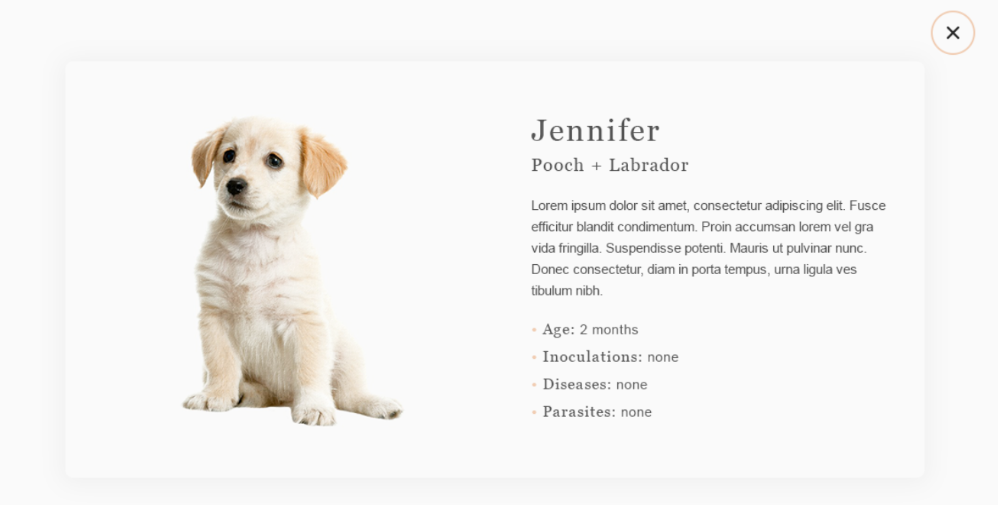 Jennifer
Pooch + Labrador
Lorem ipsum dolor sit amet, consectetur adipiscing elit. Fusce
efficitur blandit condimentum. Proin accumsan lorem vel gra
vida fringilla. Suspendisse potenti. Mauris ut pulvinar nunc.
Donec consectetur, diam in porta tempus, urna ligula ves
tibulum nibh.
• Age: 2 months
• Inoculations: none
• Diseases: none
• Parasites: none